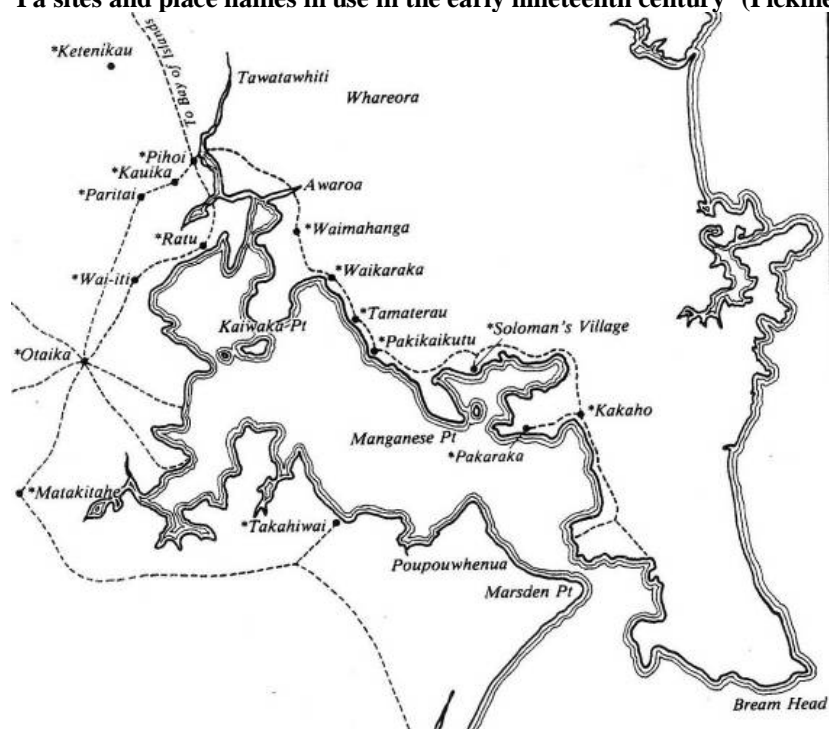 Pa sites and place names in use in the early nineteenth century
*Ketenikau
To Bay of Islands
Tawatawhiti
Whareora
*Pihoi
*Kauika
*Paritai
Awaroa
*Ratu
*Waimahanga
*Wai-iti
*Waikaraka
*Tamaterau
Kaiwaka Pt
*Soloman's Village
*Pakikaikutu
*Otaika
*Kakaho
Manganese Pt
*Pakaraka
*Matakitahe
*Takahiwai
Poupouwhenua
Marsden Pt
Bream Head